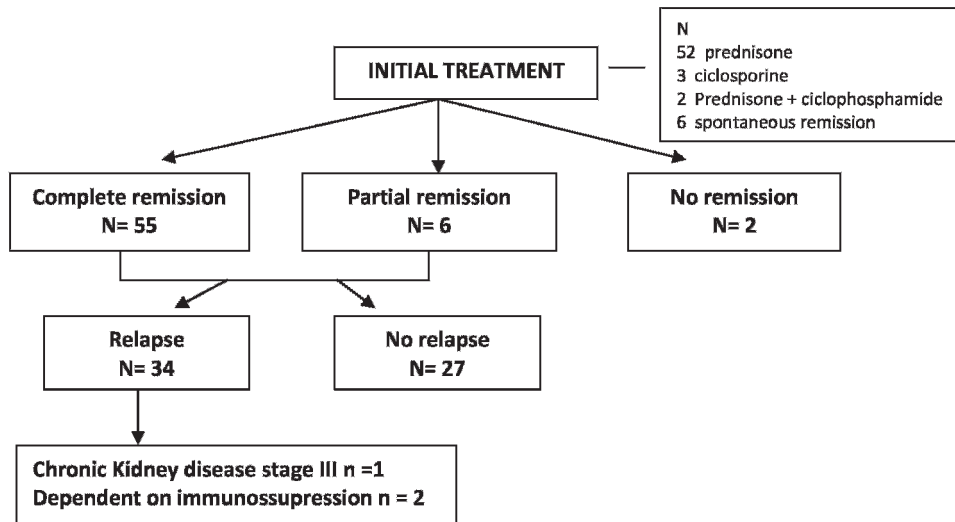 N
52 prednisone
3 ciclosporine
2 Prednisone + ciclophosphamide
6 spontaneous remission
INITIAL TREATMENT
Complete remission
N= 55
Partial remission
N= 6
No remission
N= 2
Relapse
N= 34
No relapse
N= 27
Chronic Kidney disease stage III n =1
Dependent on immunossupression n = 2